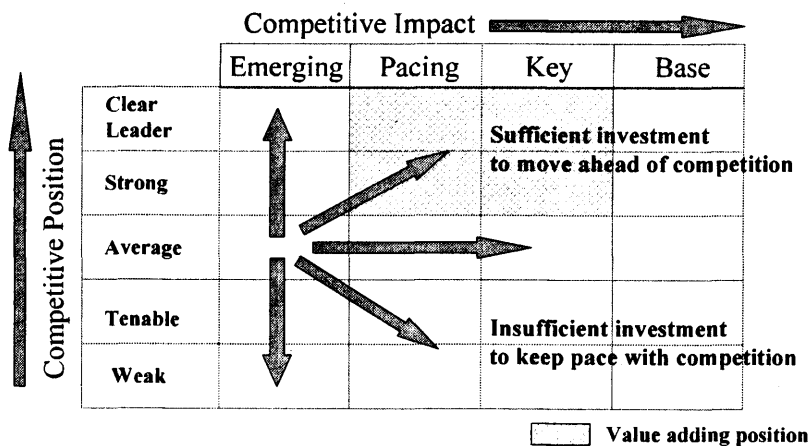 Competitive Impact
Emerging Pacing Key Base
Competitive Position
Clear
Leader
Strong
Average
Tenable
Weak
Sufficient investment
to move ahead of competition
Insufficient investment
to keep pace with competition
Value adding position